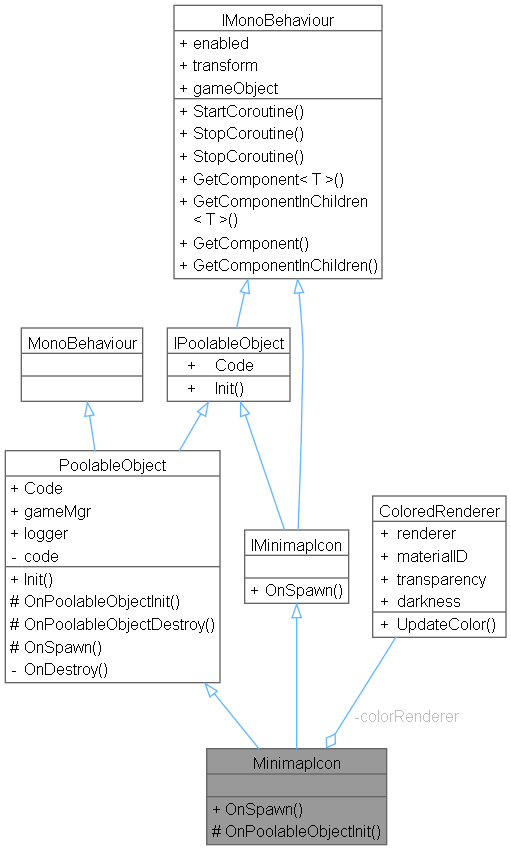 IMonoBehaviour
+ enabled
+ transform
+ gameObject
+ StartCoroutine()
+ StopCoroutine()
+ StopCoroutine()
+ GetComponent< T >()
+ GetComponentInChildren
< T >()
+ GetComponent()
+ GetComponentInChildren()
MonoBehaviour
IPoolableObject
+ Code
+ Init()
PoolableObject
+ Code
+ gameMgr
+ logger
- code
+ Init()
# OnPoolableObjectInit()
# OnPoolableObjectDestroy()
# OnSpawn()
- OnDestroy()
IMinimapIcon
+ OnSpawn()
ColoredRenderer
+ renderer
+ materialID
+ transparency
+ darkness
+ UpdateColor()
-colorRenderer
MinimapIcon
+ OnSpawn()
# OnPoolableObjectInit()